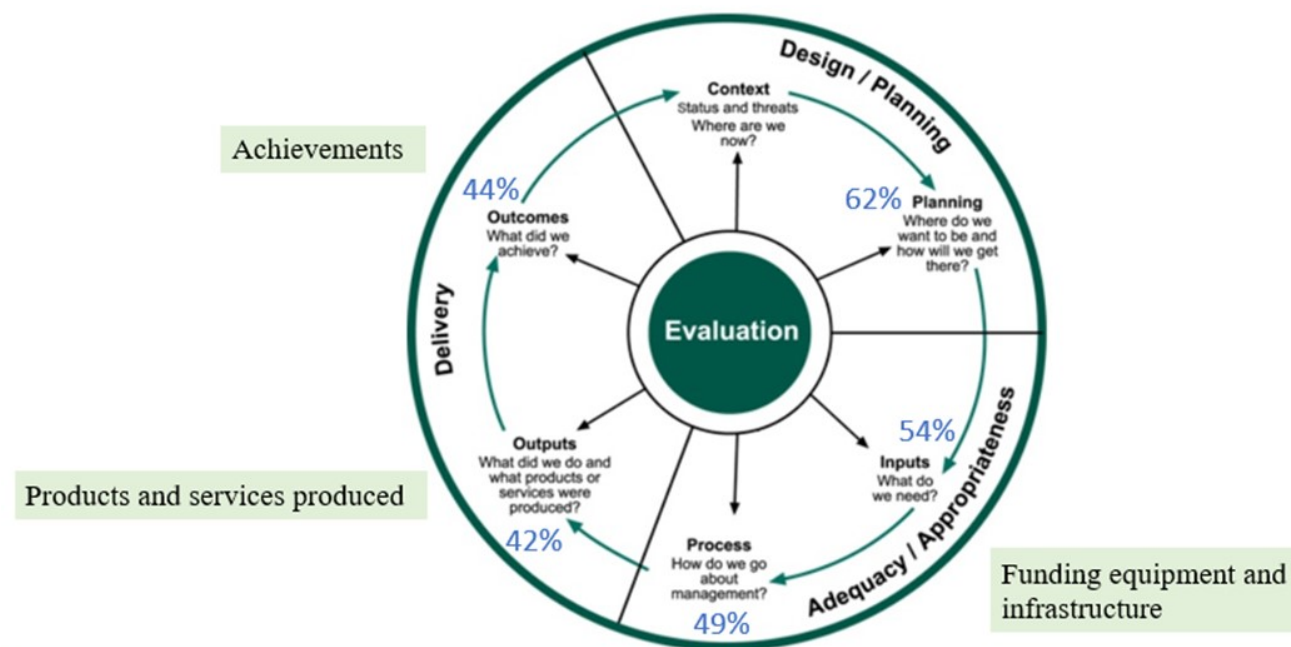 Design / Planning
Context
Status and threats
Where are we
now?
Achievements
44%
Outcomes
What did we
achieve?
62%
Planning
Where do we
want to be and
how will we get
there?
Delivery
Evaluation
54%
Inputs
What do
we need?
Adequacy / Appropriateness
Outputs
What did we do and
what products or
services were
produced?
42%
Products and services produced
Process
How do we go
about
management?
49%
Funding equipment and
infrastructure